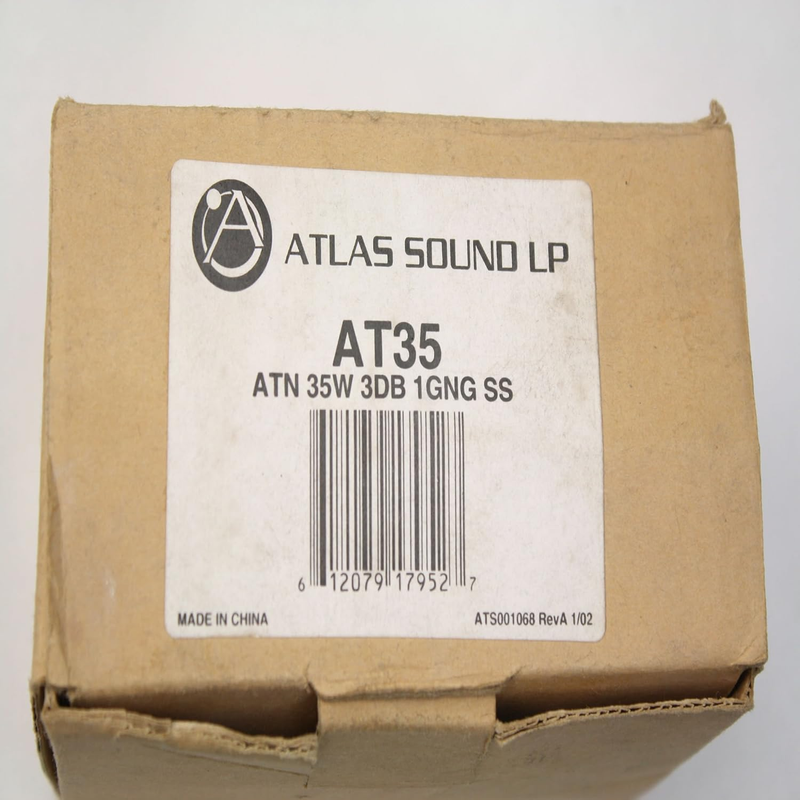 ATLAS SOUND LP
AT35
ATN 35W 3DB 1GNG SS
6 12079 17952 7
MADE IN CHINA
ATS001068 RevA 1/02